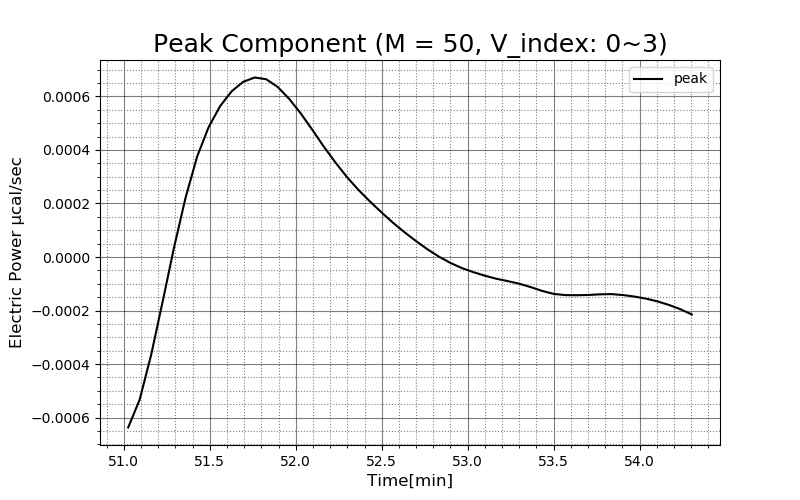 Peak Component (M = 50, V_index: 0~3)
peak
0.0006
0.0004
0.0002
0.0000
−0.0002
−0.0004
−0.0006
Electric Power μcal/sec
51.0 51.5 52.0 52.5 53.0 53.5 54.0
Time[min]